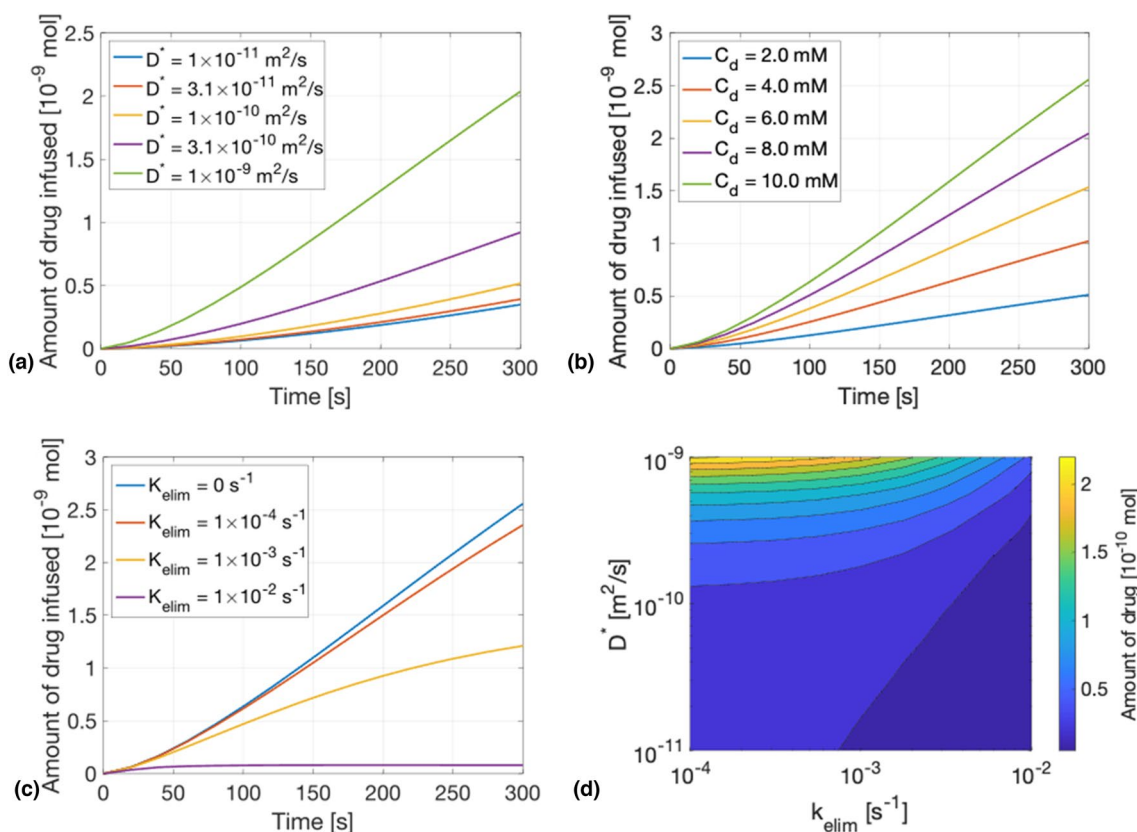 Amount of drug infused [10⁻⁹ mol]
2.5
2
1.5
1
0.5
0
D* = 1×10⁻¹¹ m²/s
D* = 3.1×10⁻¹¹ m²/s
D* = 1×10⁻¹⁰ m²/s
D* = 3.1×10⁻¹⁰ m²/s
D* = 1×10⁻⁹ m²/s
0 50 100 150 200 250 300
Time [s]
(a)
Amount of drug infused [10⁻⁹ mol]
3
2.5
2
1.5
1
0.5
0
C_d = 2.0 mM
C_d = 4.0 mM
C_d = 6.0 mM
C_d = 8.0 mM
C_d = 10.0 mM
0 50 100 150 200 250 300
Time [s]
(b)
Amount of drug infused [10⁻⁹ mol]
3
2.5
2
1.5
1
0.5
0
K_elim = 0 s⁻¹
K_elim = 1×10⁻⁴ s⁻¹
K_elim = 1×10⁻³ s⁻¹
K_elim = 1×10⁻² s⁻¹
0 50 100 150 200 250 300
Time [s]
(c)
D* [m²/s]
10⁻⁹
10⁻¹⁰
10⁻¹¹
10⁻⁴ 10⁻³ 10⁻²
k_elim [s⁻¹]
2
1.5
1
0.5
Amount of drug [10⁻¹⁰ mol]
(d)